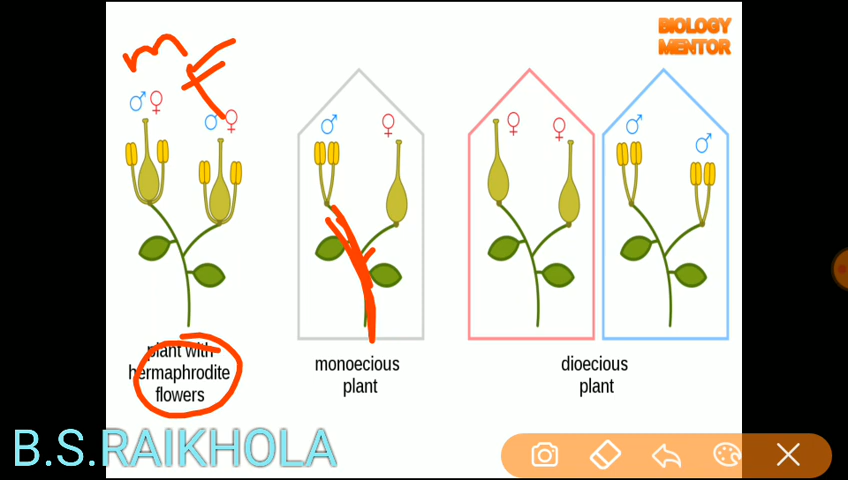 BIOLOGY
MENTOR
plant with
hermaphrodite
flowers
monoecious
plant
dioecious
plant
B.S.RAIKHOLA